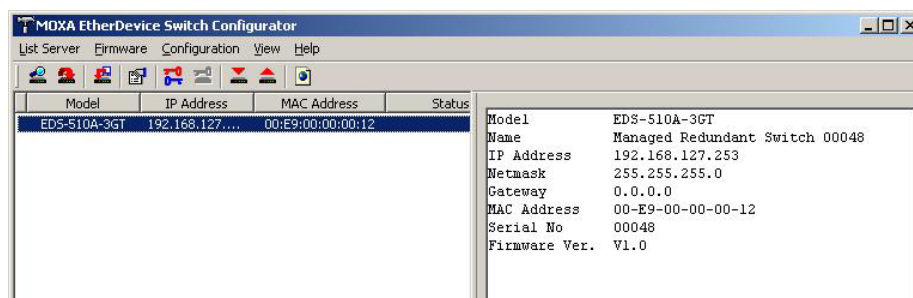 MOXA EtherDevice Switch Configurator
List Server Firmware Configuration View Help
Model IP Address MAC Address Status
EDS-510A-3GT 192.168.127.... 00:E9:00:00:00:12
Model EDS-510A-3GT
Name Managed Redundant Switch 00048
IP Address 192.168.127.253
Netmask 255.255.255.0
Gateway 0.0.0.0
MAC Address 00-E9-00-00-00-12
Serial No 00048
Firmware Ver. V1.0